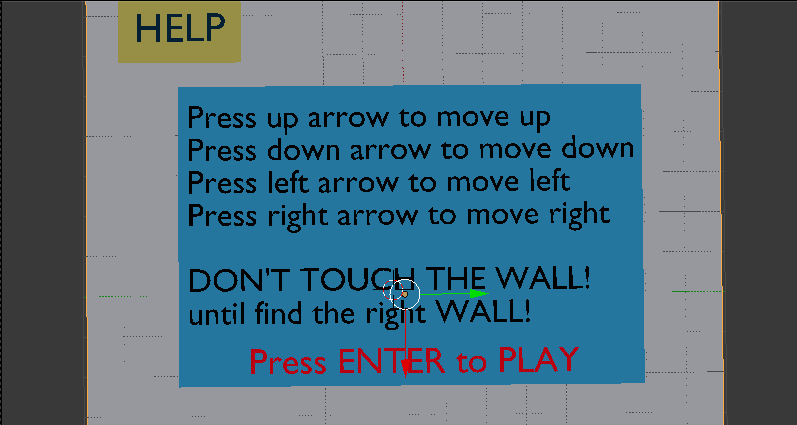 HELP
Press up arrow to move up
Press down arrow to move down
Press left arrow to move left
Press right arrow to move right
DON'T TOUCH THE WALL!
until find the right WALL!
Press ENTER to PLAY